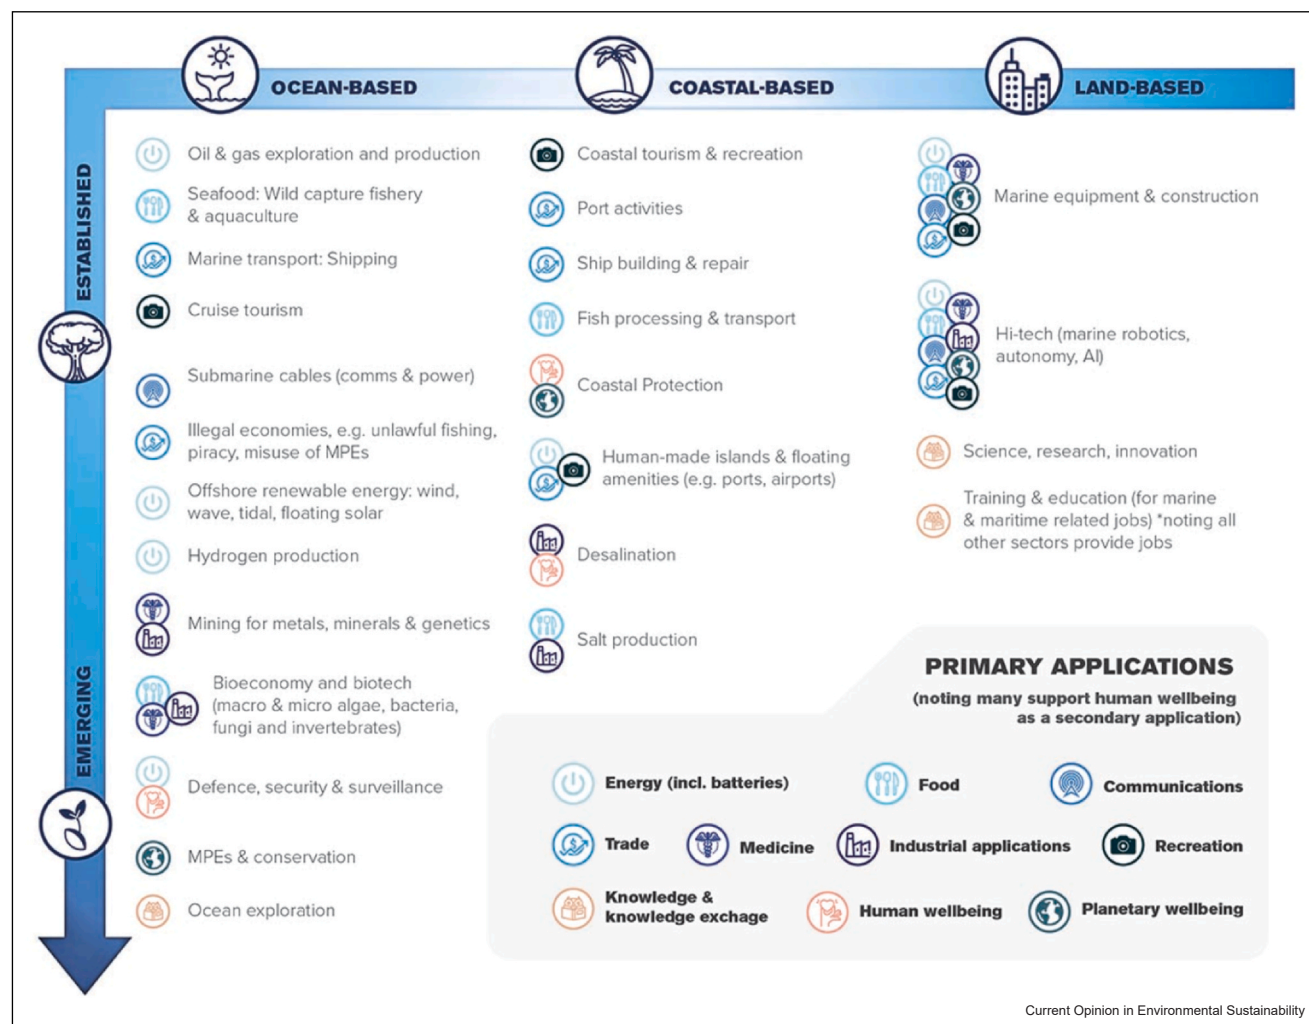 OCEAN-BASED
COASTAL-BASED
LAND-BASED
ESTABLISHED
EMERGING
Oil & gas exploration and production
Seafood: Wild capture fishery
& aquaculture
Marine transport: Shipping
Cruise tourism
Submarine cables (comms & power)
Illegal economies, e.g. unlawful fishing,
piracy, misuse of MPEs
Offshore renewable energy: wind,
wave, tidal, floating solar
Hydrogen production
Mining for metals, minerals & genetics
Bioeconomy and biotech
(macro & micro algae, bacteria,
fungi and invertebrates)
Defence, security & surveillance
MPEs & conservation
Ocean exploration
Coastal tourism & recreation
Port activities
Ship building & repair
Fish processing & transport
Coastal Protection
Human-made islands & floating
amenities (e.g. ports, airports)
Desalination
Salt production
Marine equipment & construction
Hi-tech (marine robotics,
autonomy, AI)
Science, research, innovation
Training & education (for marine
& maritime related jobs) *noting all
other sectors provide jobs
PRIMARY APPLICATIONS
(noting many support human wellbeing
as a secondary application)
Energy (incl. batteries)
Food
Communications
Trade
Medicine
Industrial applications
Recreation
Knowledge &
knowledge exchage
Human wellbeing
Planetary wellbeing
Current Opinion in Environmental Sustainability